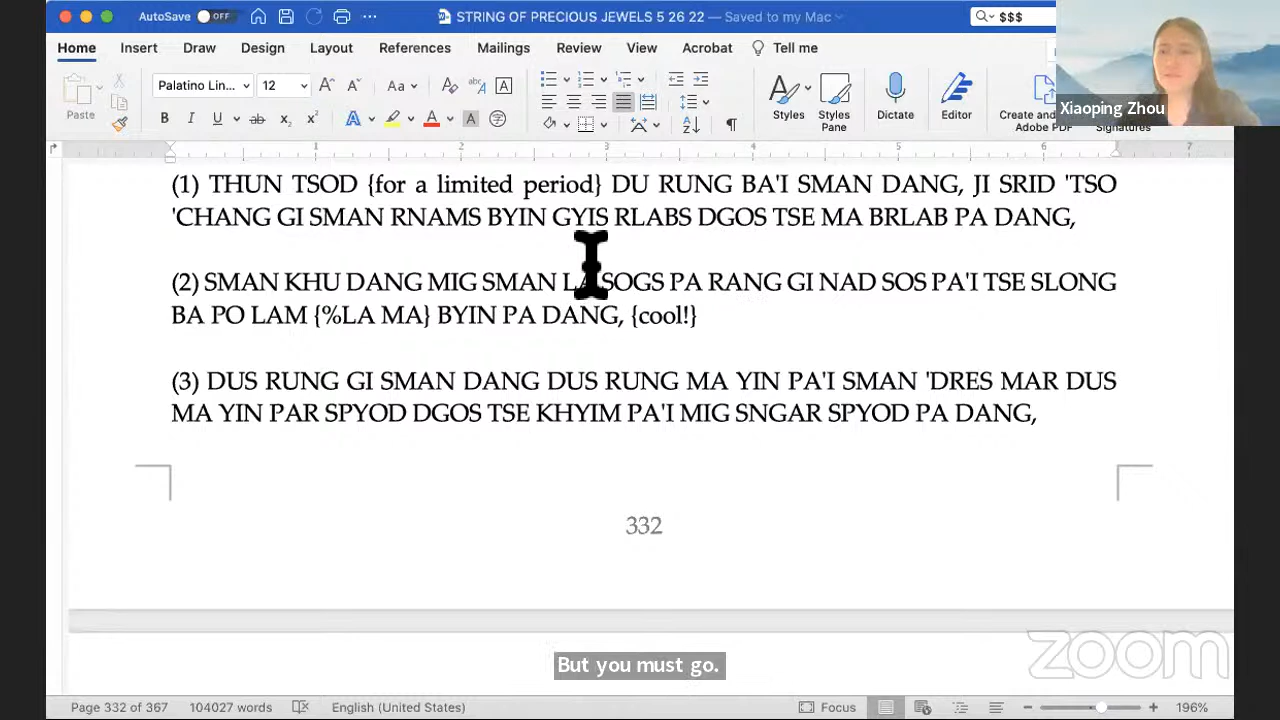 AutoSave OFF STRING OF PRECIOUS JEWELS 5 26 22 — Saved to my Mac $$$
Home Insert Draw Design Layout References Mailings Review View Acrobat Tell me
Paste Palatino Lin... 12 Styles Styles Pane Dictate Editor Create and Adobe PDF Signatures
Xiaoping Zhou
1 2 3 4 6 7
(1) THUN TSOD {for a limited period} DU RUNG BA'I SMAN DANG, JI SRID 'TSO
'CHANG GI SMAN RNAMS BYIN GYIS RLABS DGOS TSE MA BRLAB PA DANG,
(2) SMAN KHU DANG MIG SMAN LA SOGS PA RANG GI NAD SOS PA'I TSE SLONG
BA PO LAM {%LA MA} BYIN PA DANG, {cool!}
(3) DUS RUNG GI SMAN DANG DUS RUNG MA YIN PA'I SMAN 'DRES MAR DUS
MA YIN PAR SPYOD DGOS TSE KHYIM PA'I MIG SNGAR SPYOD PA DANG,
332
zoom
But you must go.
Page 332 of 367 104027 words English (United States) Focus 196%